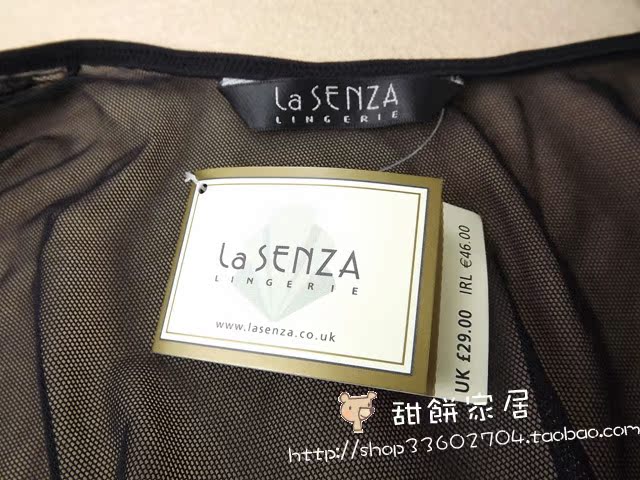 La SENZA
LINGERIE
La SENZA
LINGERIE
www.lasenza.co.uk
UK £29.00 IRL €46.00
甜餅家居
http://shop33602704.taobao.com